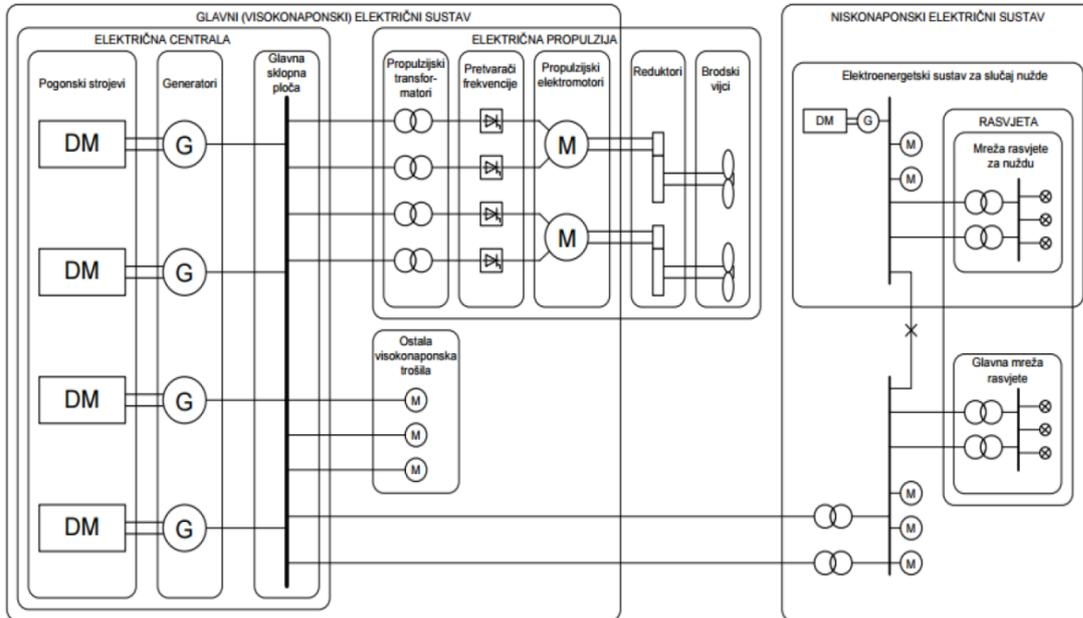 GLAVNI (VISOKONAPONSKI) ELEKTRIČNI SUSTAV
NISKONAPONSKI ELEKTRIČNI SUSTAV
ELEKTRIČNA CENTRALA
ELEKTRIČNA PROPULZIJA
Pogonski strojevi
Generatori
Glavna
sklopna
ploča
Propulzijski
transfor-
matori
Pretvarači
frekvencije
Propulzijski
elektromotori
Reduktori
Brodski
vijci
Elektroenergetski sustav za slučaj nužde
DM
G
M
M
RASVJETA
Mreža rasvjete
za nuždu
DM
G
DM
G
DM
G
DM
G
M
M
Ostala
visokonaponska
trošila
M
M
M
Glavna mreža
rasvjete
M
M
M